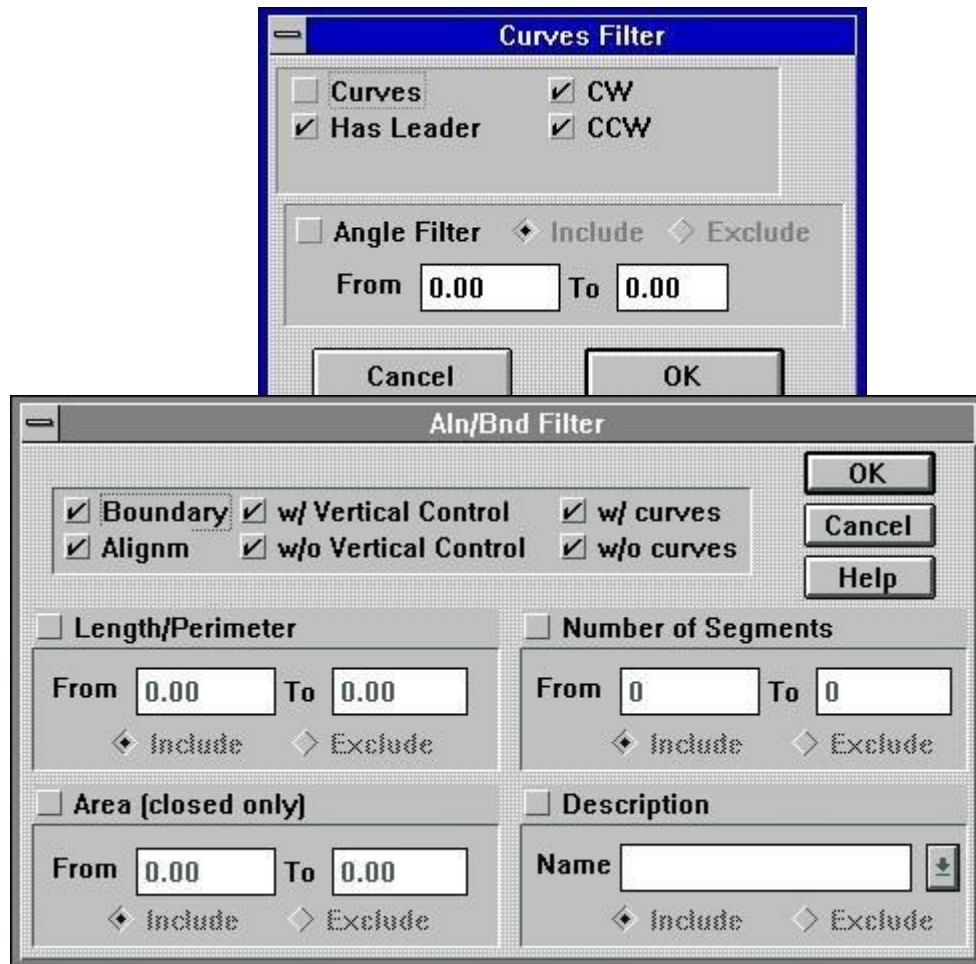 Curves Filter
Curves CW
Has Leader CCW
Angle Filter Include Exclude
From 0.00 To 0.00
Cancel OK
Aln/Bnd Filter
OK
Boundary w/ Vertical Control w/ curves
Cancel
Alignm w/o Vertical Control w/o curves
Help
Length/Perimeter Number of Segments
From 0.00 To 0.00 From 0 To 0
Include Exclude Include Exclude
Area (closed only) Description
From 0.00 To 0.00 Name
Include Exclude Include Exclude